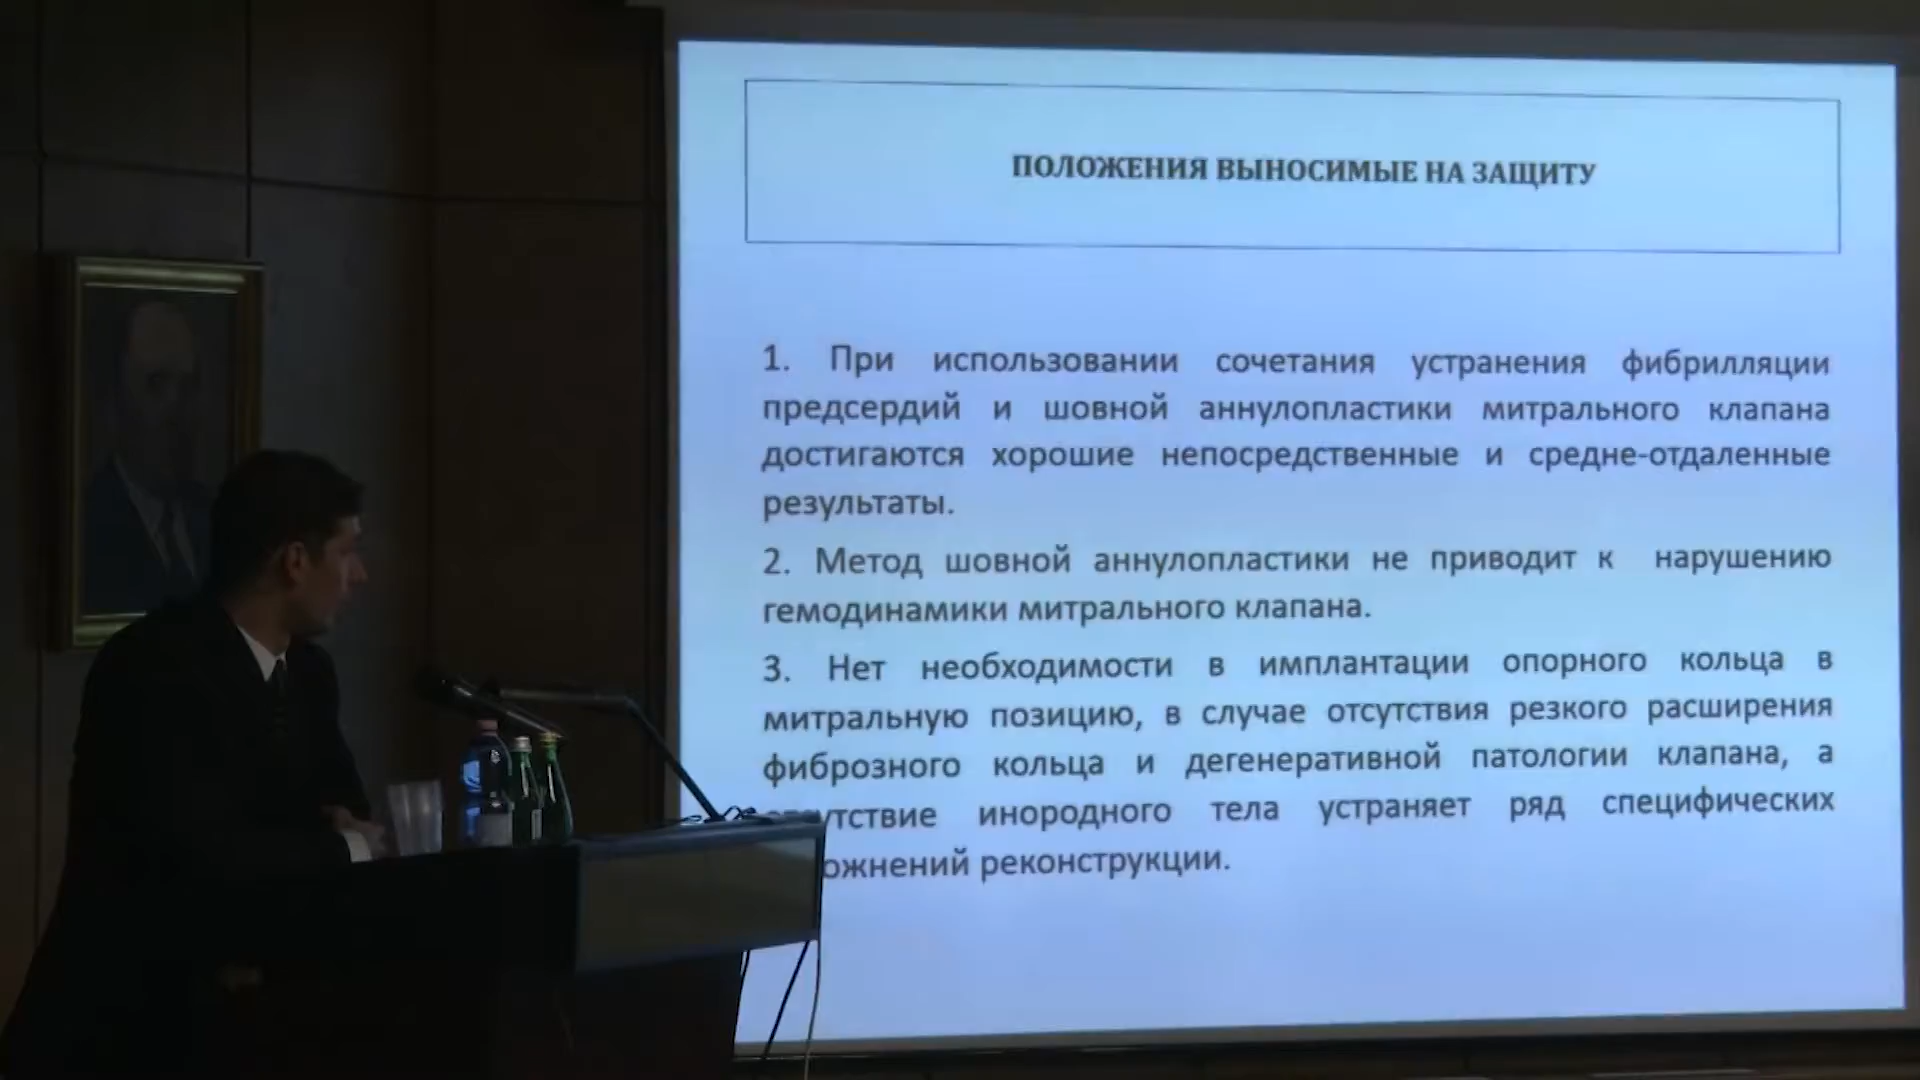 ПОЛОЖЕНИЯ ВЫНОСИМЫЕ НА ЗАЩИТУ
1. При использовании сочетания устранения фибрилляции
предсердий и шовной аннулопластики митрального клапана
достигаются хорошие непосредственные и средне-отдаленные
результаты.
2. Метод шовной аннулопластики не приводит к нарушению
гемодинамики митрального клапана.
3. Нет необходимости в имплантации опорного кольца в
митральную позицию, в случае отсутствия резкого расширения
фиброзного кольца и дегенеративной патологии клапана, а
инородного тела устраняет ряд специфических
реконструкции.